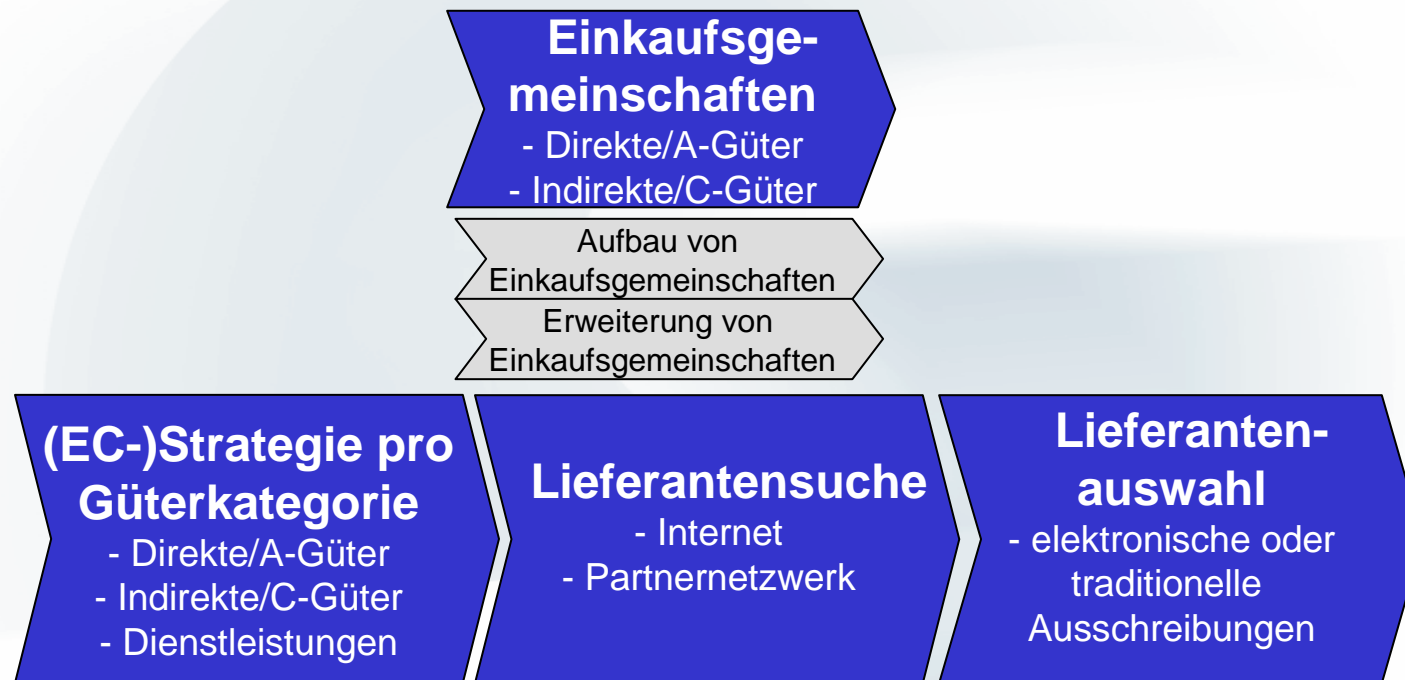 Einkaufsge-
meinschaften
- Direkte/A-Güter
- Indirekte/C-Güter
Aufbau von
Einkaufsgemeinschaften
Erweiterung von
Einkaufsgemeinschaften
(EC-)Strategie pro
Güterkategorie
- Direkte/A-Güter
- Indirekte/C-Güter
- Dienstleistungen
Lieferantensuche
- Internet
- Partnernetzwerk
Lieferanten-
auswahl
- elektronische oder
traditionelle
Ausschreibungen